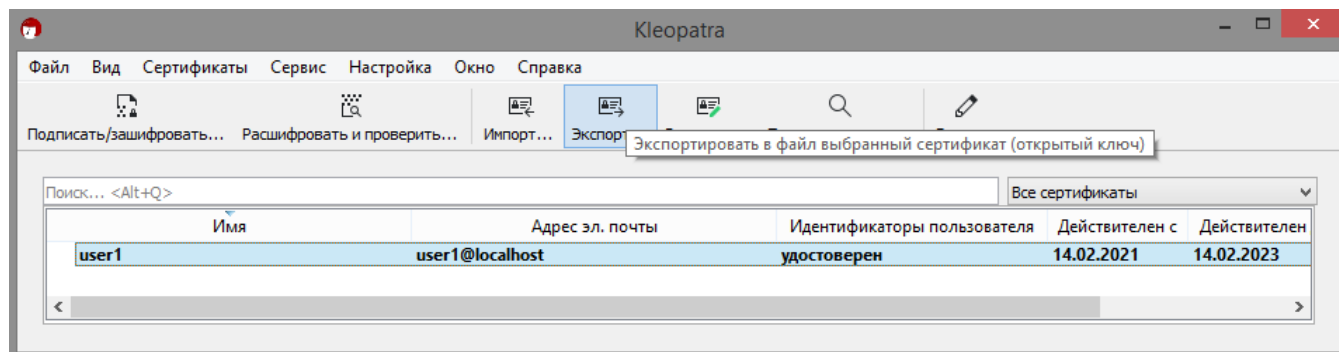 Kleopatra
Файл Вид Сертификаты Сервис Настройка Окно Справка
Подписать/зашифровать... Расшифровать и проверить... Импорт... Экспорт
Экспортировать в файл выбранный сертификат (открытый ключ)
Поиск... <Alt+Q> Все сертификаты
Имя Адрес эл. почты Идентификаторы пользователя Действителен с Действителен
user1 user1@localhost удостоверен 14.02.2021 14.02.2023